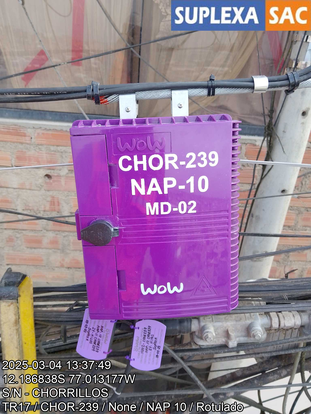 SUPLEXA SAC
WOW
CHOR-239
NAP-10
MD-02
WOW
2025-03-04 13:37:49
12.186838S 77.013177W
S/N - CHORRILLOS
TR17 / CHOR-239 / None / NAP 10 / Rotulado